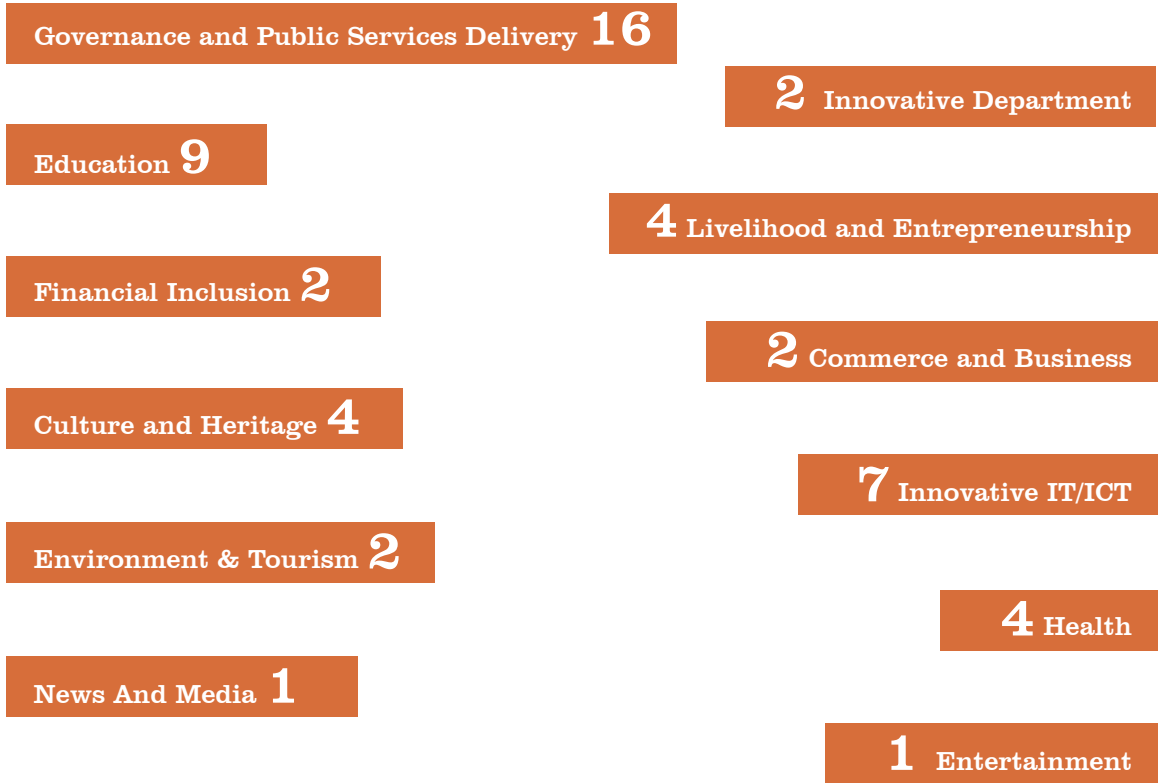 Governance and Public Services Delivery 16
2 Innovative Department
Education 9
4 Livelihood and Entrepreneurship
Financial Inclusion 2
2 Commerce and Business
Culture and Heritage 4
7 Innovative IT/ICT
Environment & Tourism 2
4 Health
News And Media 1
1 Entertainment